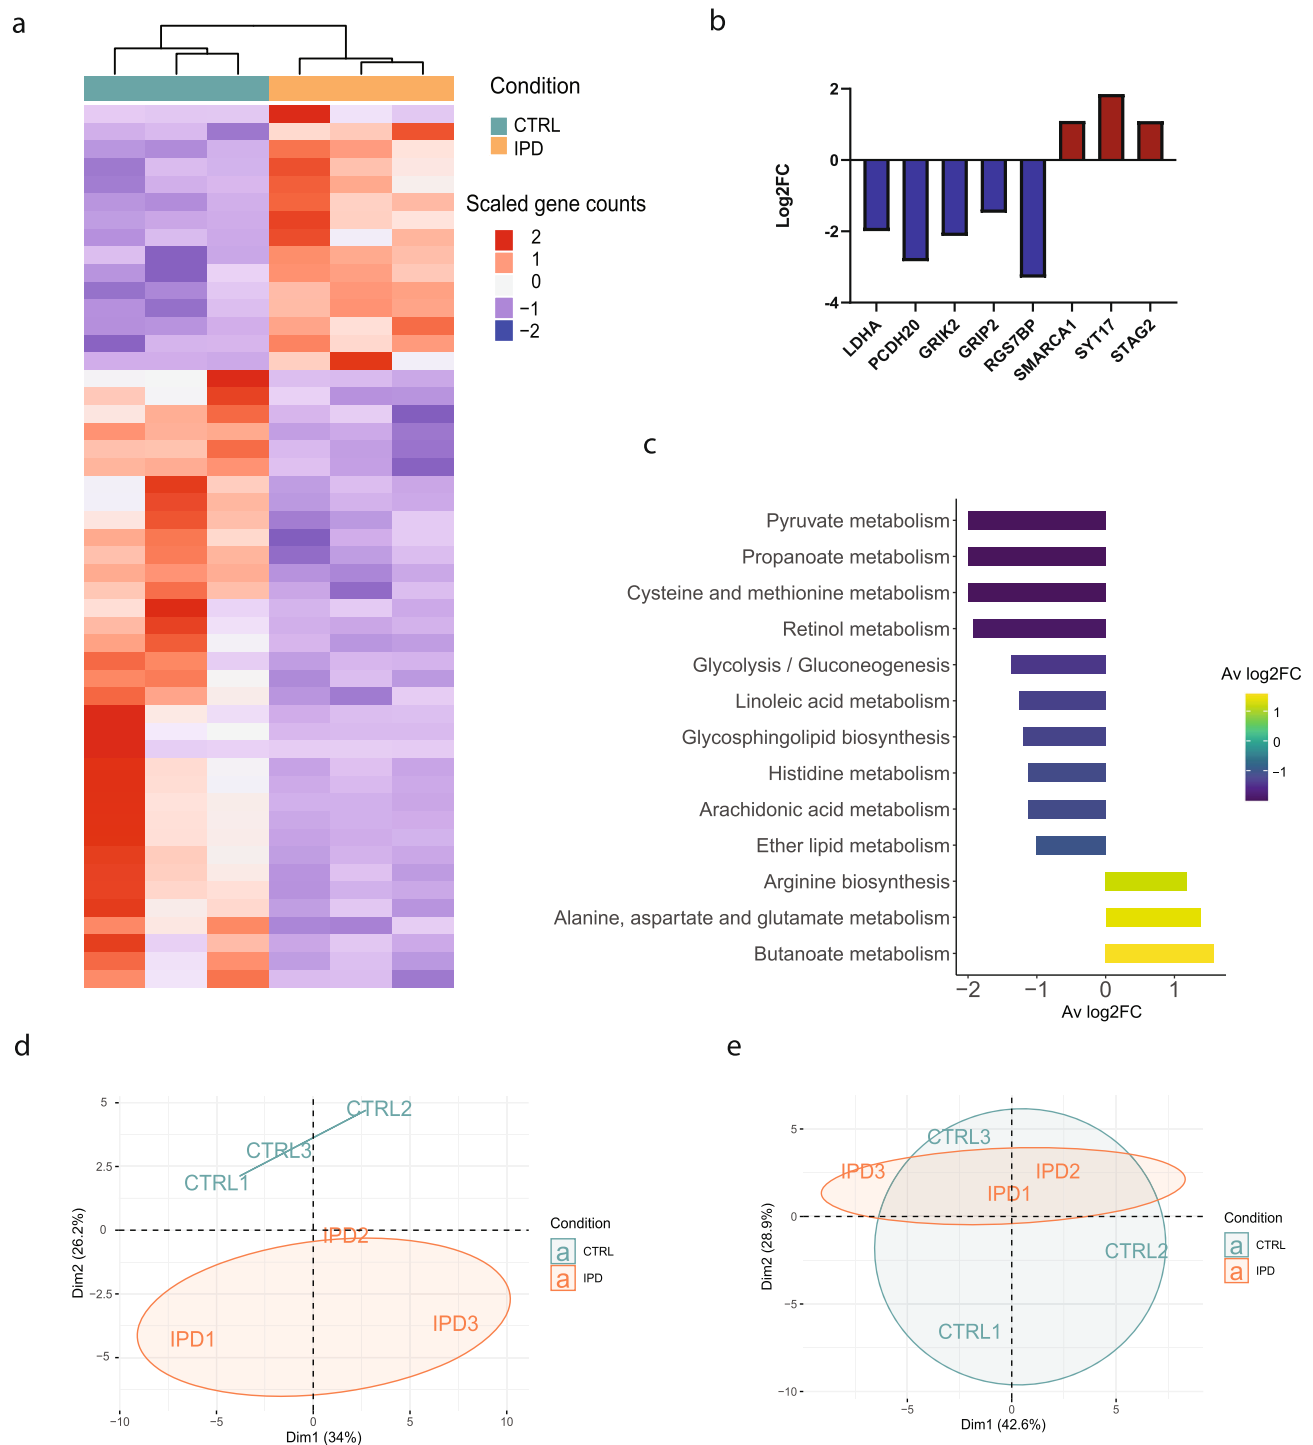 a
Condition
CTRL
IPD
Scaled gene counts
2
1
0
−1
−2
b
Log2FC
2
0
-2
-4
LDHA
PCDH20
GRIK2
GRIP2
RGS7BP
SMARCA1
SYT17
STAG2
c
Pyruvate metabolism
Propanoate metabolism
Cysteine and methionine metabolism
Retinol metabolism
Glycolysis / Gluconeogenesis
Linoleic acid metabolism
Glycosphingolipid biosynthesis
Histidine metabolism
Arachidonic acid metabolism
Ether lipid metabolism
Arginine biosynthesis
Alanine, aspartate and glutamate metabolism
Butanoate metabolism
−2 −1 0 1
Av log2FC
Av log2FC
1
0
−1
d
Dim2 (26.2%)
5
2.5
0
−2.5
−5
CTRL2
CTRL3
CTRL1
IPD2
IPD1
IPD3
−10 −5 0 5 10
Dim1 (34%)
Condition
a CTRL
a IPD
e
Dim2 (28.9%)
5
0
−5
−10
CTRL3
IPD3
IPD2
IPD1
CTRL2
CTRL1
−5 0 5
Dim1 (42.6%)
Condition
a CTRL
a IPD